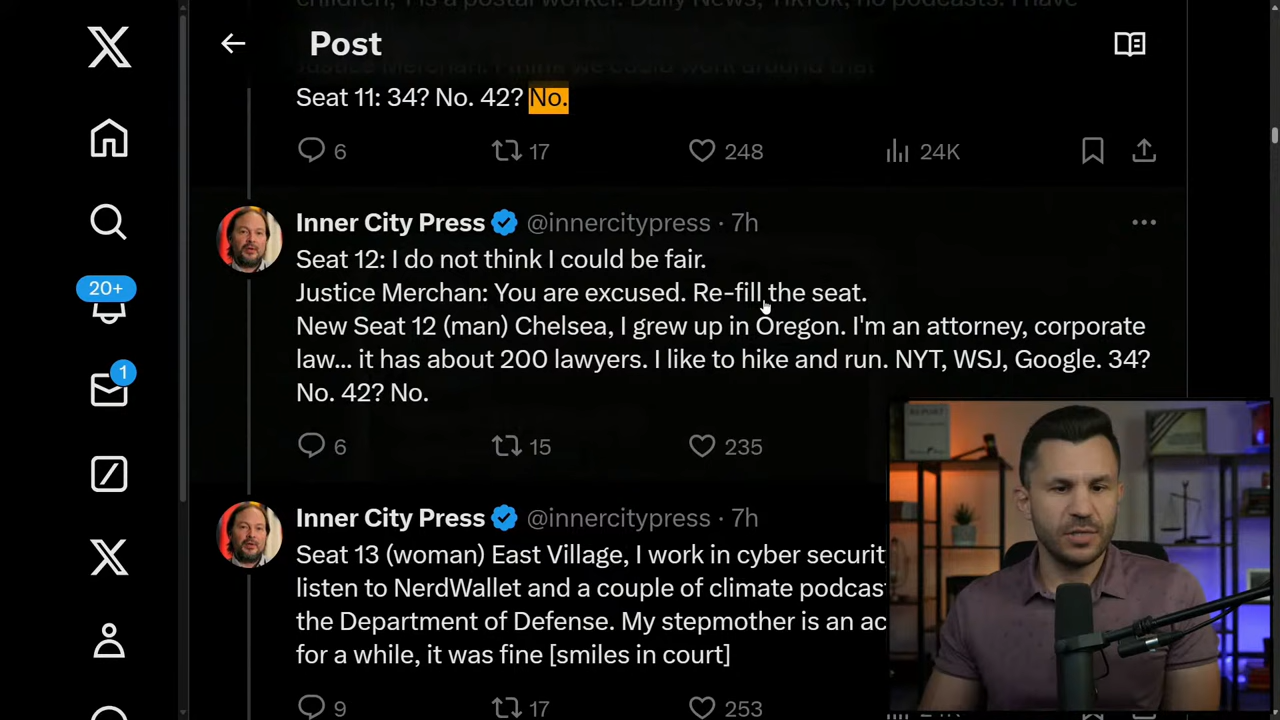 children, 1 is a postal worker. Daily News, TikTok, no podcasts. I have
Post
Justice Merchan: I think we could work around that
Seat 11: 34? No. 42? No.
6 17 248 24K
Inner City Press @innercitypress · 7h
Seat 12: I do not think I could be fair.
Justice Merchan: You are excused. Re-fill the seat.
New Seat 12 (man) Chelsea, I grew up in Oregon. I'm an attorney, corporate
law... it has about 200 lawyers. I like to hike and run. NYT, WSJ, Google. 34?
No. 42? No.
6 15 235
Inner City Press @innercitypress · 7h
Seat 13 (woman) East Village, I work in cyber securit
listen to NerdWallet and a couple of climate podcas
the Department of Defense. My stepmother is an ac
for a while, it was fine [smiles in court]
9 17 253
20+
1